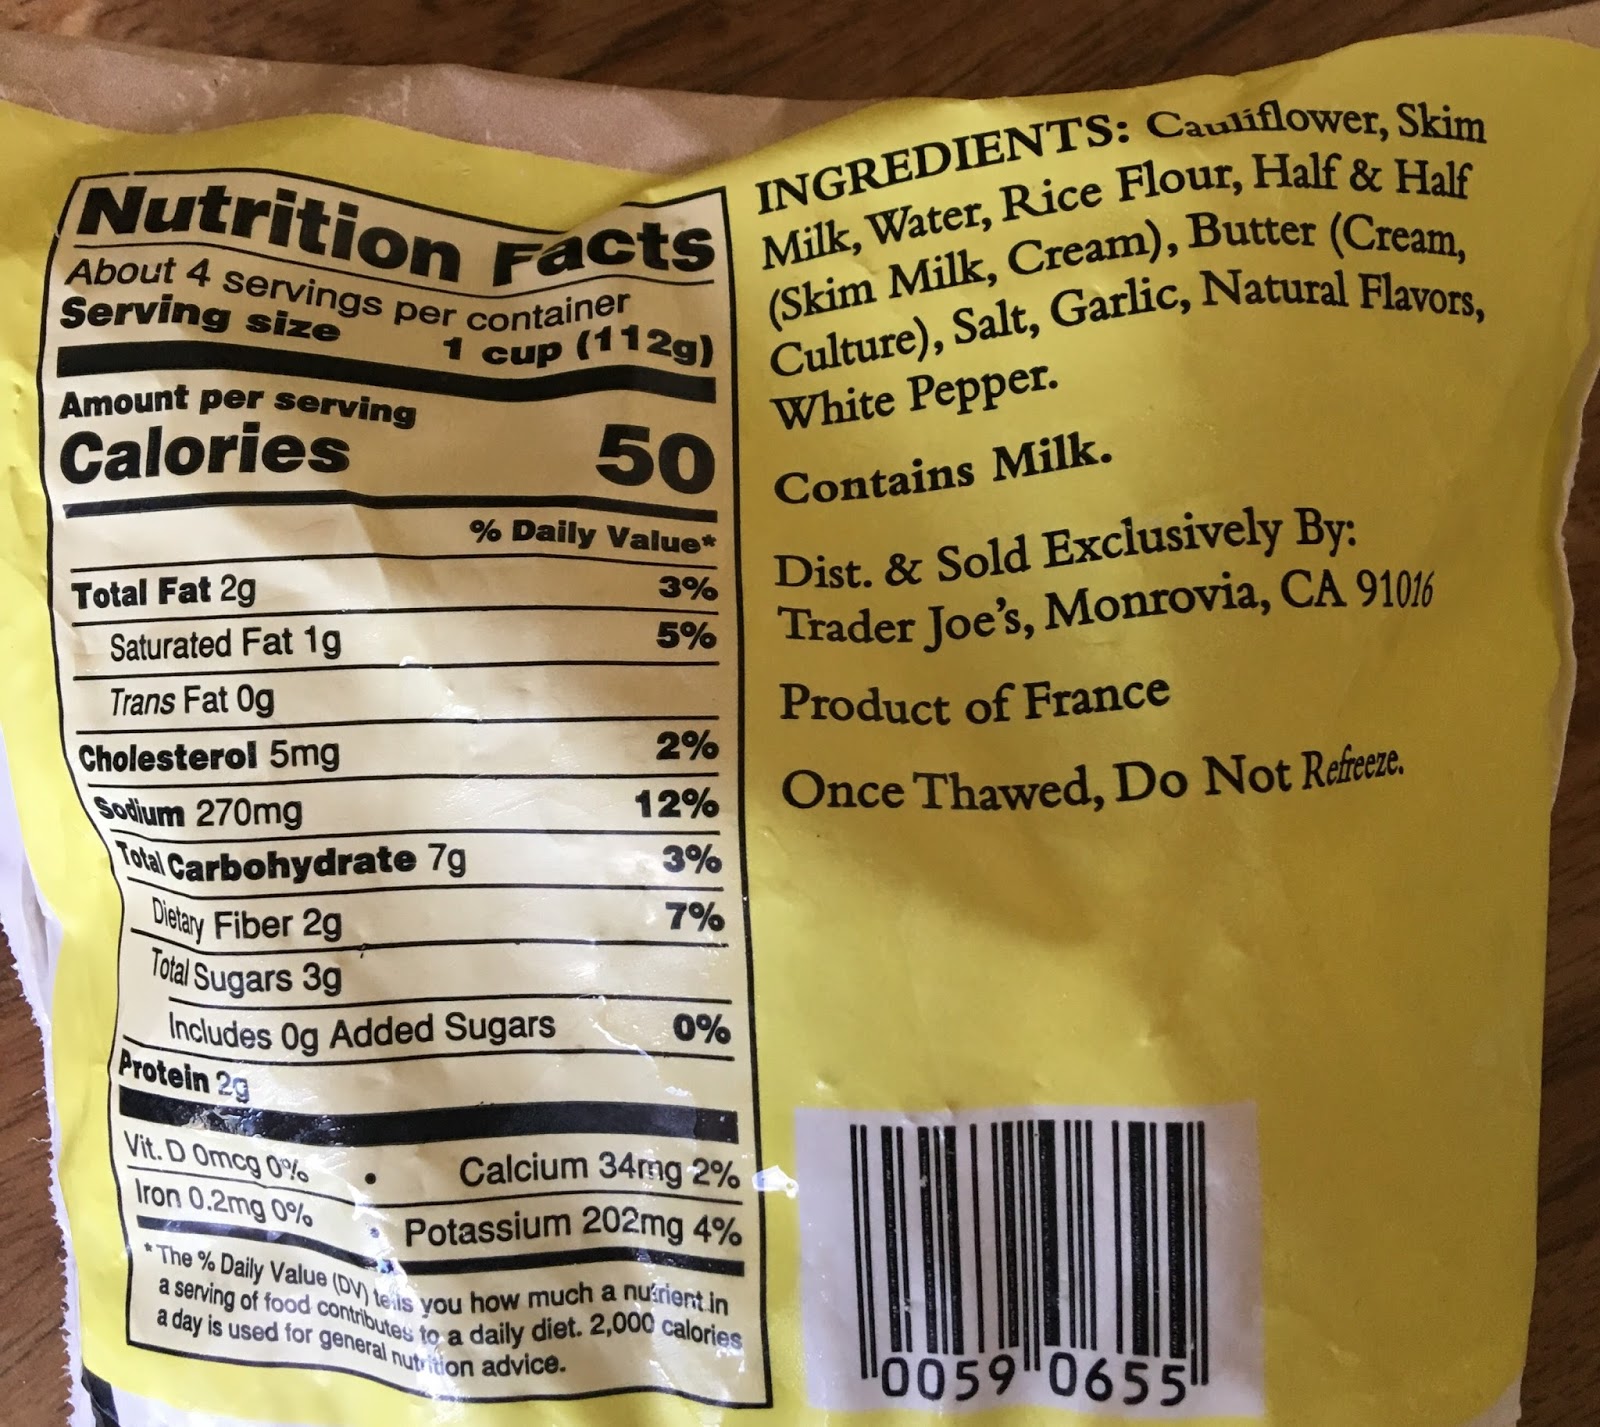 Nutrition Facts
About 4 servings per container
Serving size 1 cup (112g)
Amount per serving
Calories 50
% Daily Value*
Total Fat 2g 3%
Saturated Fat 1g 5%
Trans Fat 0g
Cholesterol 5mg 2%
Sodium 270mg 12%
Total Carbohydrate 7g 3%
Dietary Fiber 2g 7%
Total Sugars 3g
Includes 0g Added Sugars 0%
Protein 2g
Vit. D 0mcg 0% • Calcium 34mg 2%
Iron 0.2mg 0% • Potassium 202mg 4%
* The % Daily Value (DV) tells you how much a nutrient in
a serving of food contributes to a daily diet. 2,000 calories
a day is used for general nutrition advice.
INGREDIENTS: Cauliflower, Skim
Milk, Water, Rice Flour, Half & Half
(Skim Milk, Cream), Butter (Cream,
Culture), Salt, Garlic, Natural Flavors,
White Pepper.
Contains Milk.
Dist. & Sold Exclusively By:
Trader Joe's, Monrovia, CA 91016
Product of France
Once Thawed, Do Not Refreeze.
0059 0655